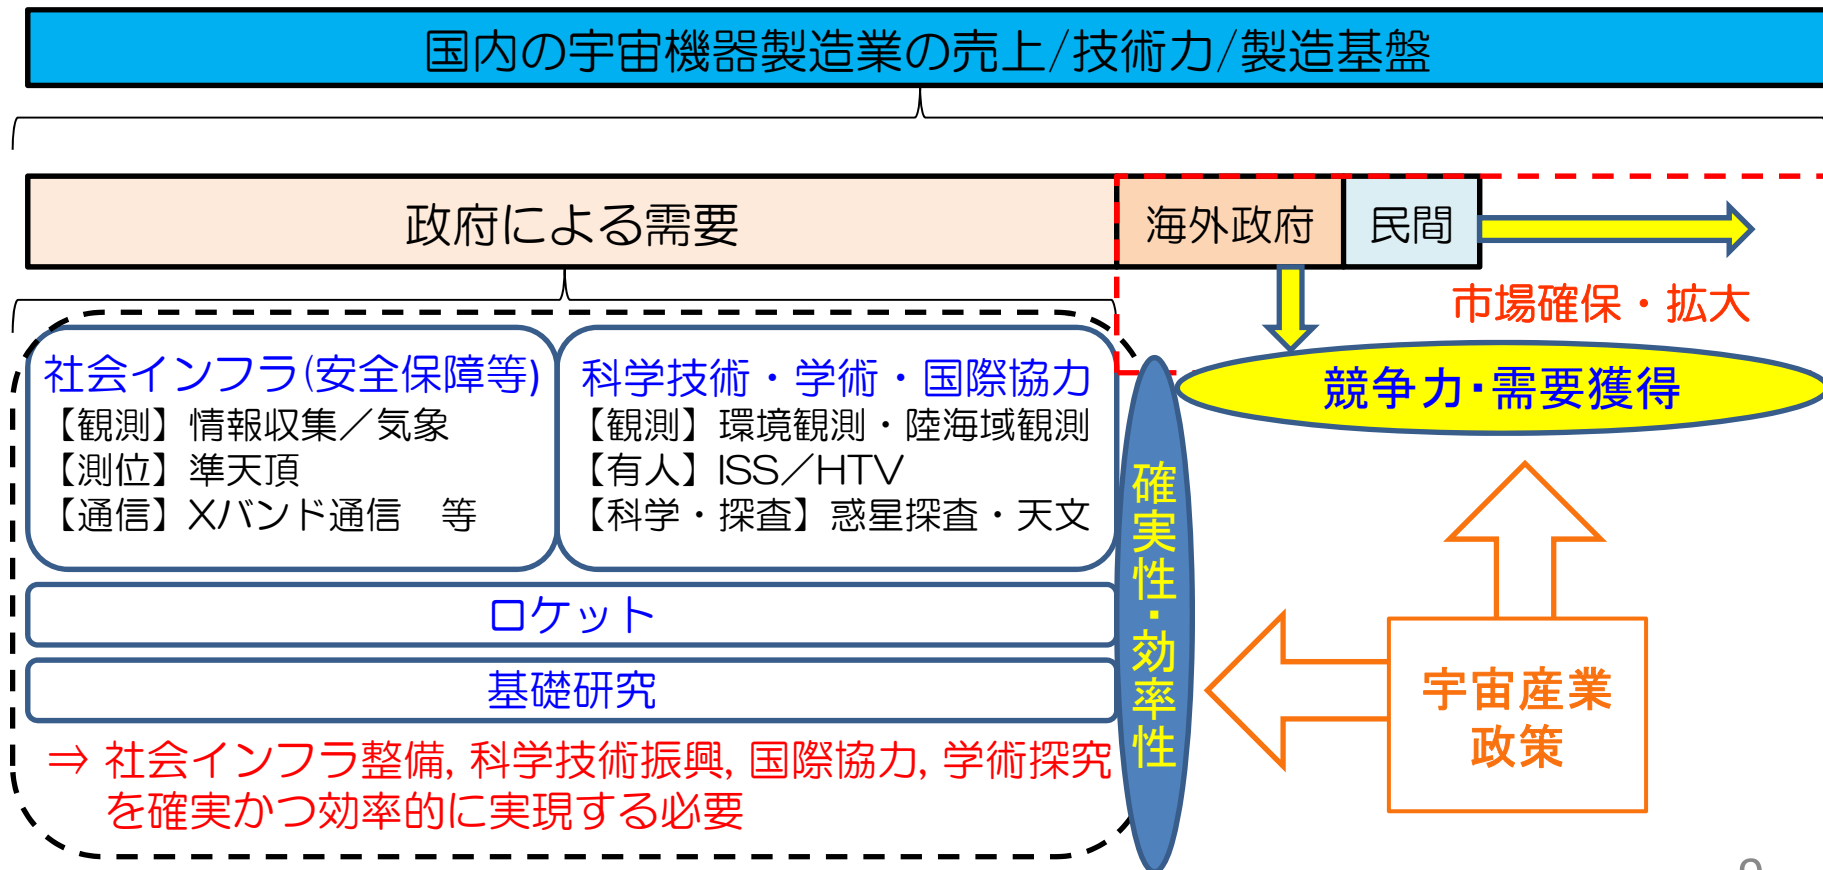 国内の宇宙機器製造業の売上/技術力/製造基盤
政府による需要
海外政府
民間
市場確保・拡大
社会インフラ(安全保障等)
【観測】情報収集／気象
【測位】準天頂
【通信】Xバンド通信　等
科学技術・学術・国際協力
【観測】環境観測・陸海域観測
【有人】ISS／HTV
【科学・探査】惑星探査・天文
競争力・需要獲得
確実性・効率性
ロケット
基礎研究
⇒ 社会インフラ整備, 科学技術振興, 国際協力, 学術探究
を確実かつ効率的に実現する必要
宇宙産業
政策